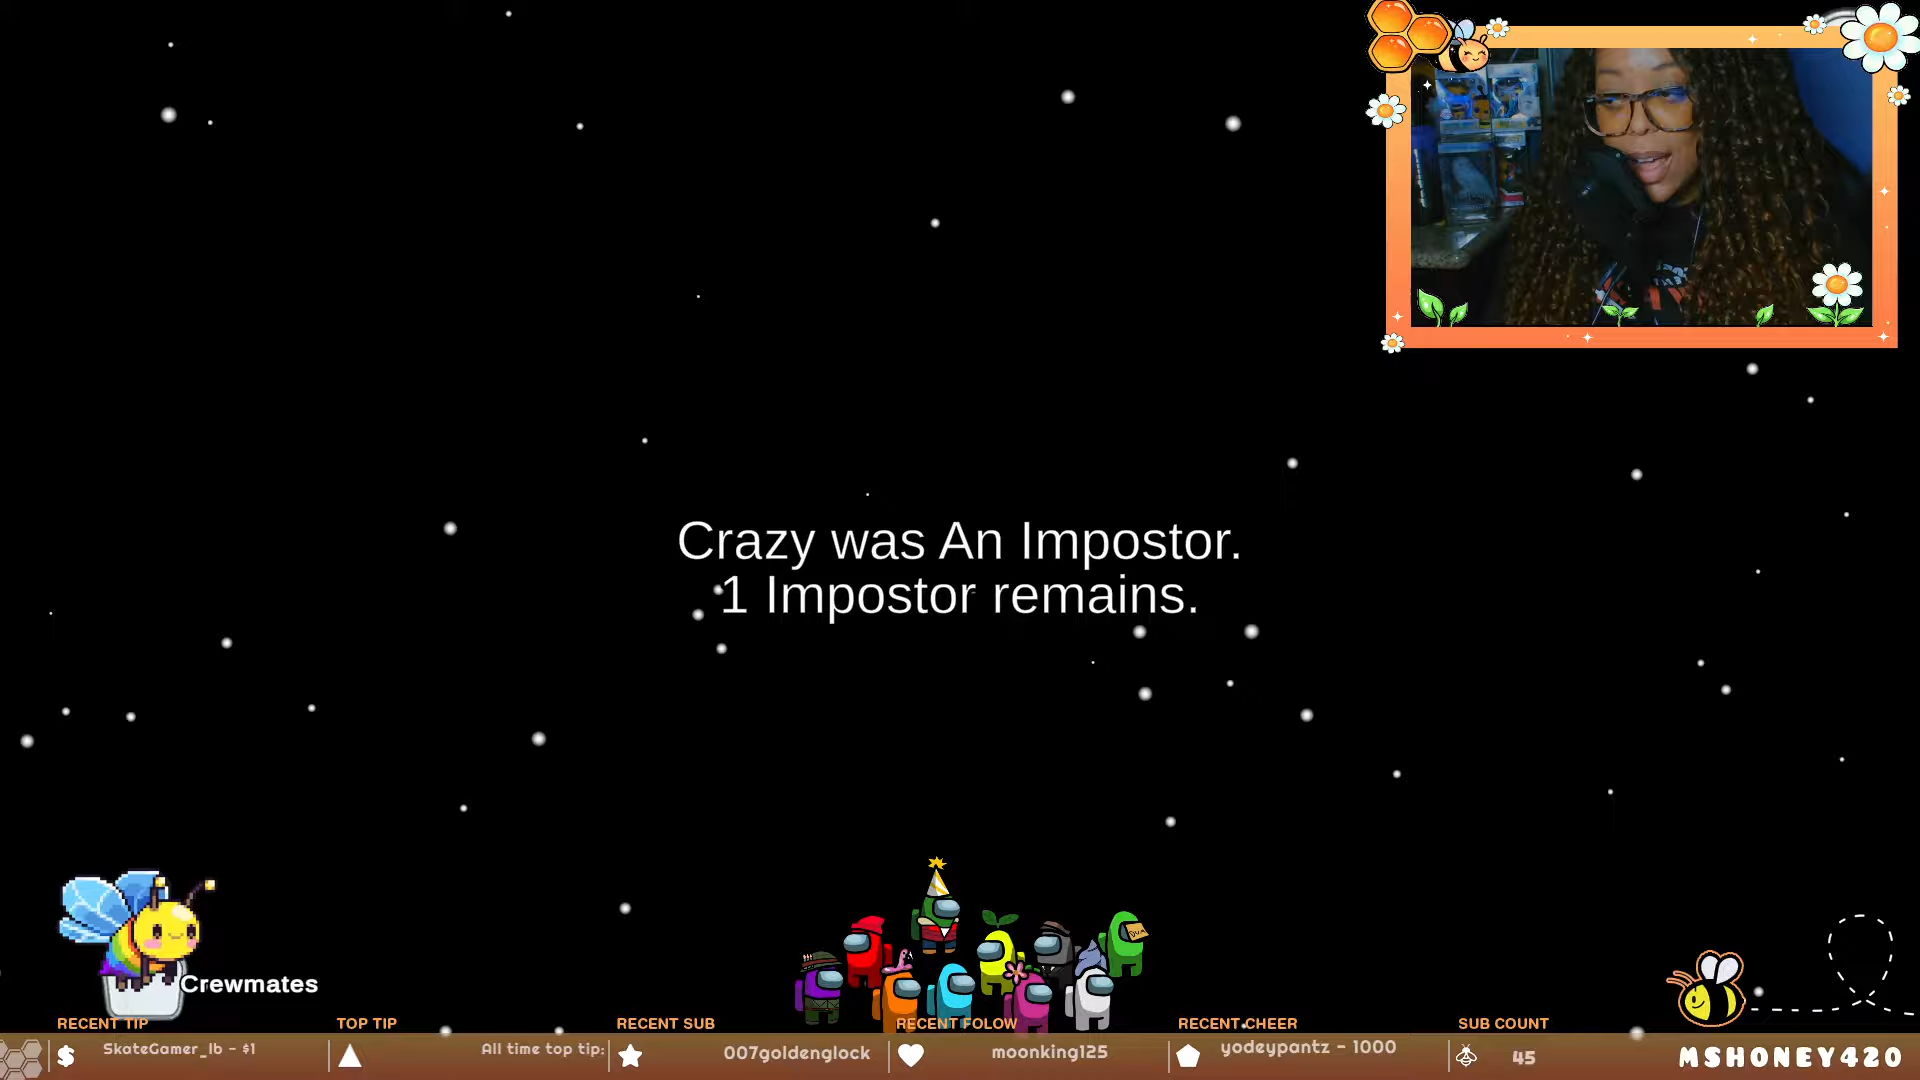 Crazy was An Impostor.
1 Impostor remains.
DUM
Crewmates
RECENT TIP
TOP TIP
RECENT SUB
RECENT FOLOW
RECENT CHEER
SUB COUNT
SkateGamer_lb - $1
All time top tip:
007goldenglock
moonking125
yodeypantz - 1000
45
MSHONEY420